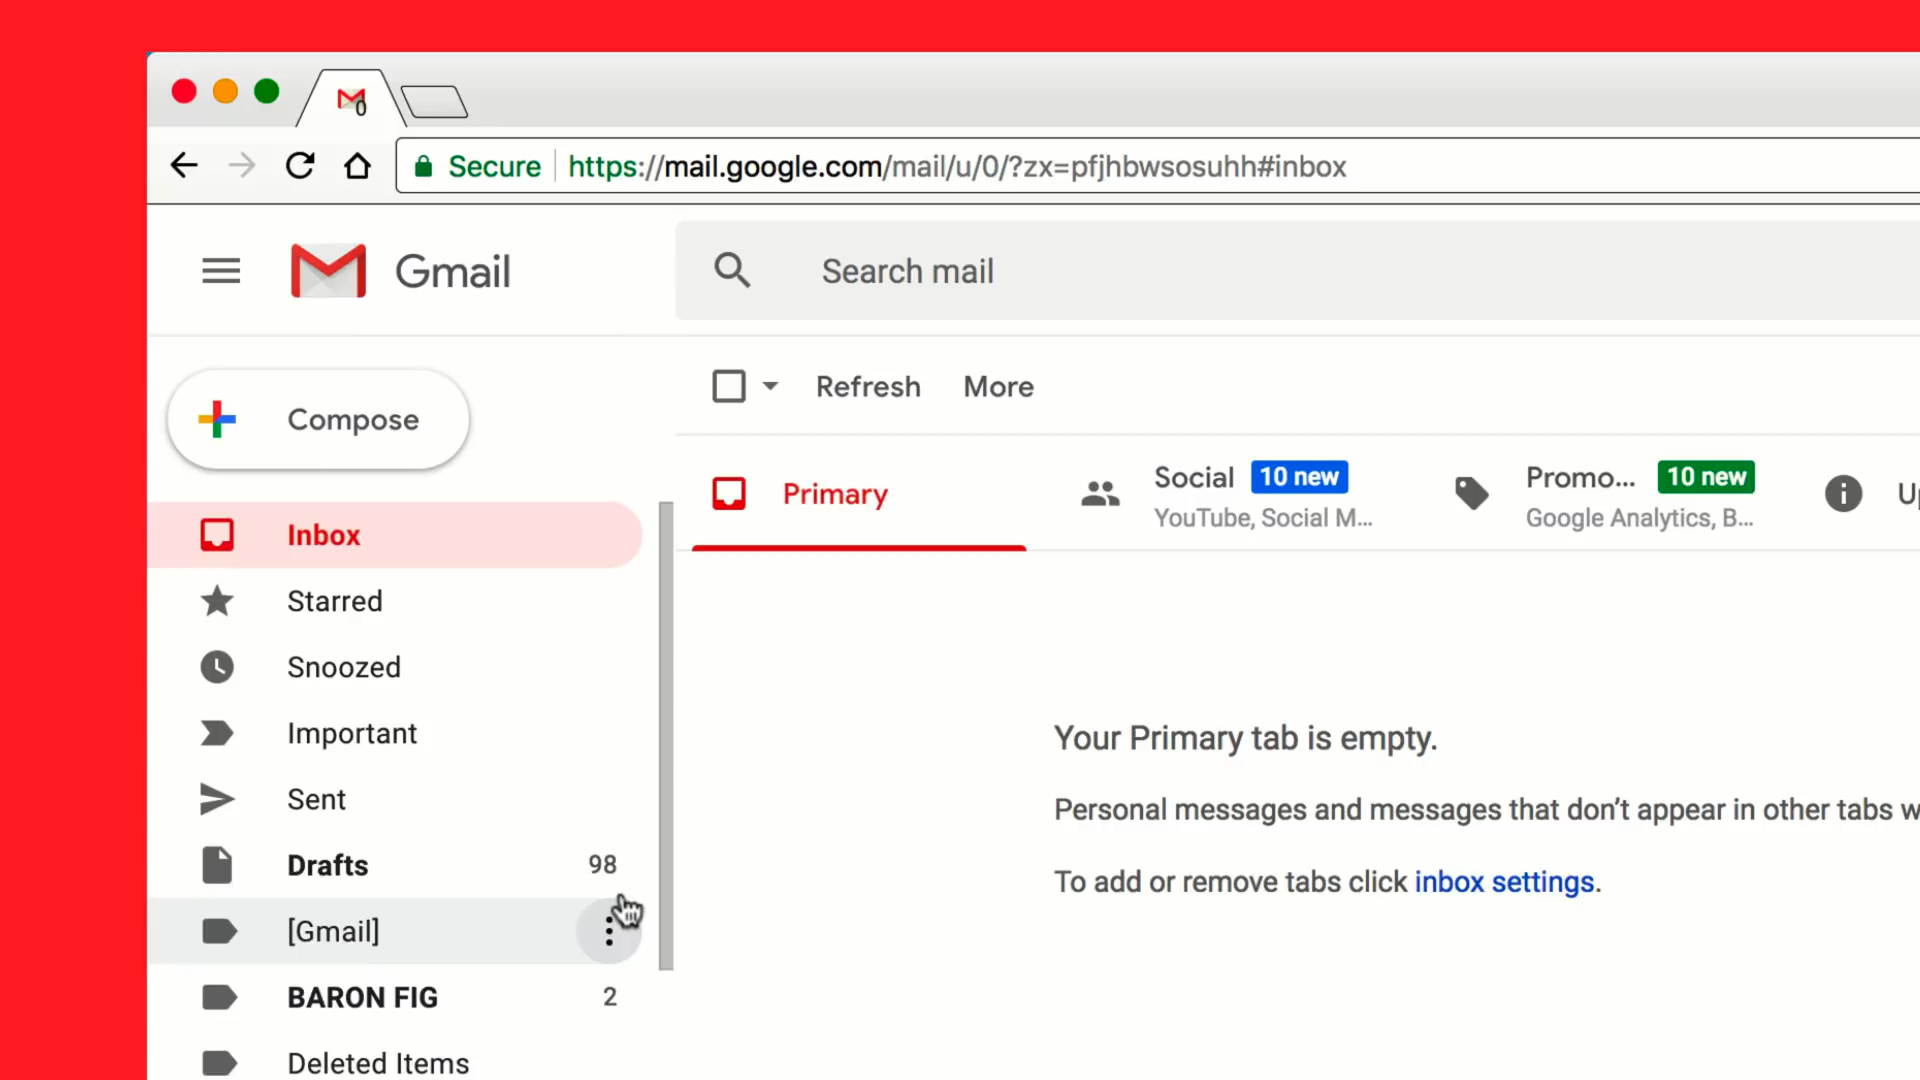 0
Secure https://mail.google.com/mail/u/0/?zx=pfjhbwsosuhh#inbox
Gmail
Search mail
Compose
Refresh More
Primary
Social 10 new
YouTube, Social M...
Promo... 10 new
Google Analytics, B...
Up
Inbox
Starred
Snoozed
Important
Sent
Drafts 98
[Gmail]
BARON FIG 2
Deleted Items
Your Primary tab is empty.
Personal messages and messages that don’t appear in other tabs w
To add or remove tabs click inbox settings.